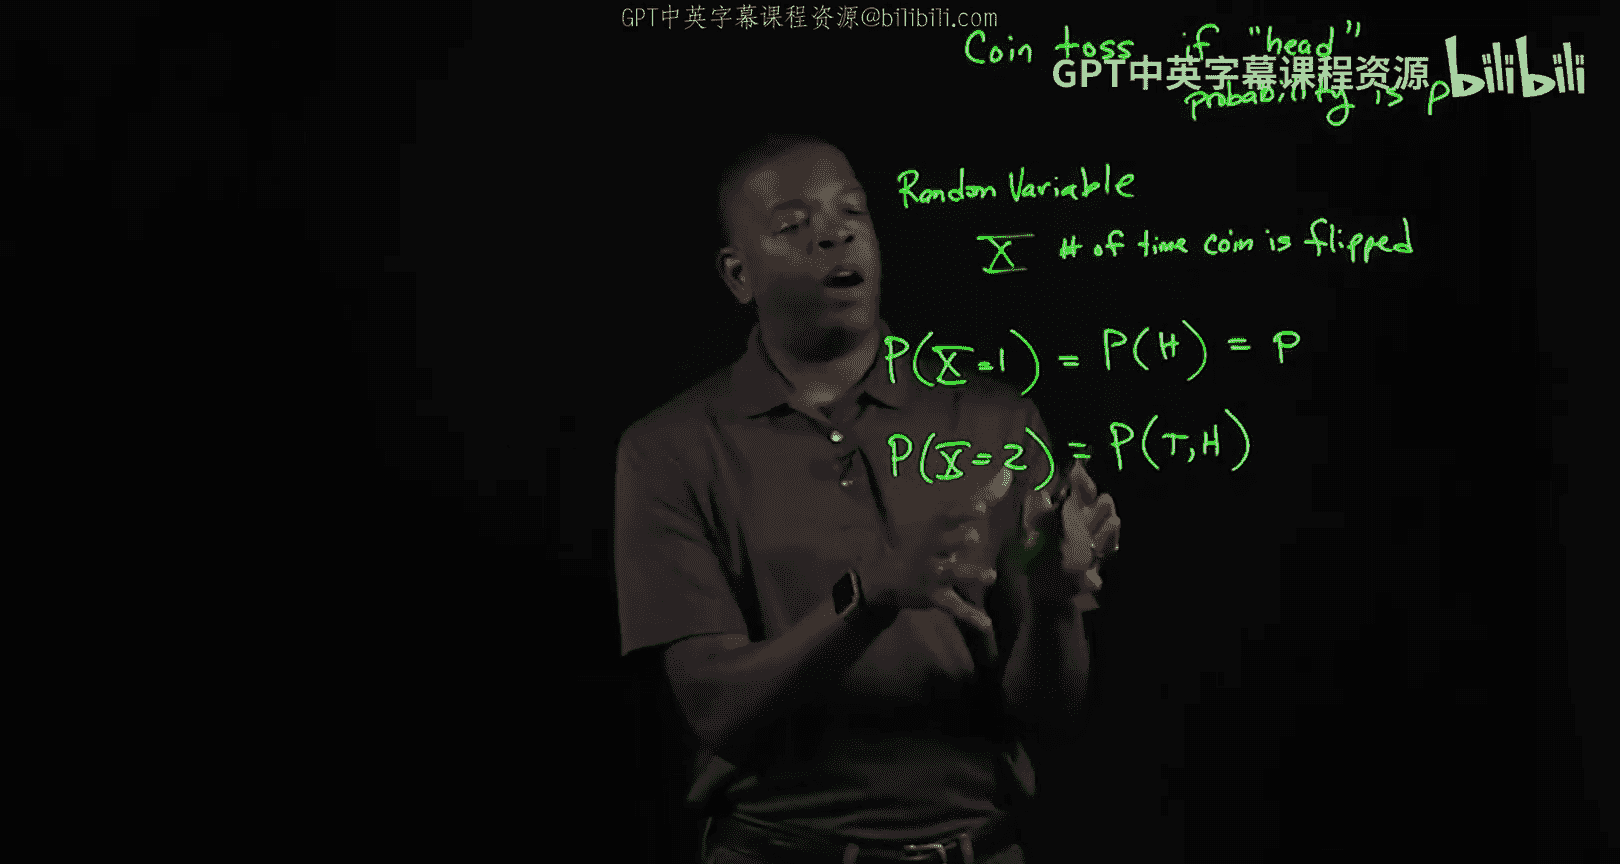 GPT中英字幕课程资源@bilibili.com
Coin toss if "head"
GPT中英字幕课程资源 bilibili
probability is p
Random Variable
X # of time coin is flipped
P(X=1) = P(H) = P
P(X=2) = P(T,H)